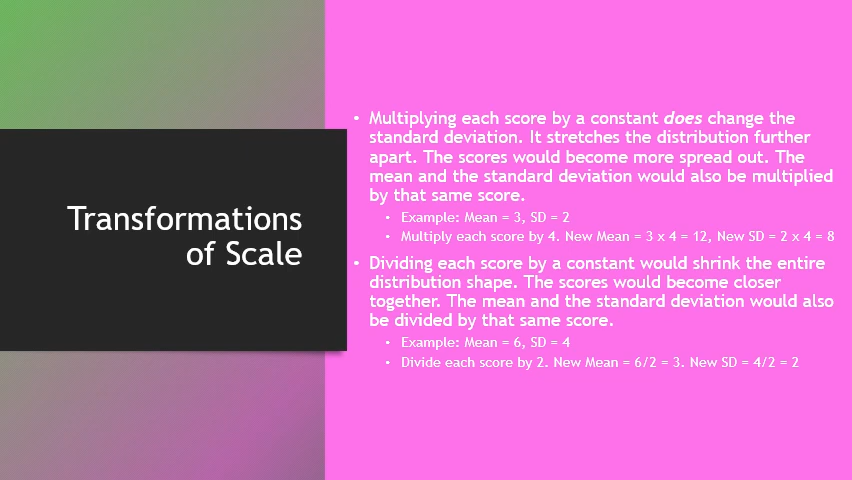 Transformations
of Scale
• Multiplying each score by a constant does change the
standard deviation. It stretches the distribution further
apart. The scores would become more spread out. The
mean and the standard deviation would also be multiplied
by that same score.
• Example: Mean = 3, SD = 2
• Multiply each score by 4. New Mean = 3 x 4 = 12, New SD = 2 x 4 = 8
• Dividing each score by a constant would shrink the entire
distribution shape. The scores would become closer
together. The mean and the standard deviation would also
be divided by that same score.
• Example: Mean = 6, SD = 4
• Divide each score by 2. New Mean = 6/2 = 3. New SD = 4/2 = 2